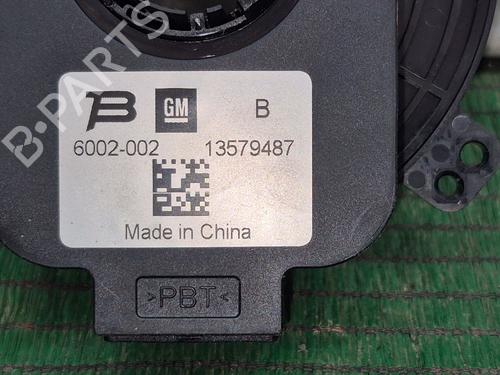 B-PARTS
B GM B
6002-002 13579487
Made in China
>PBT<